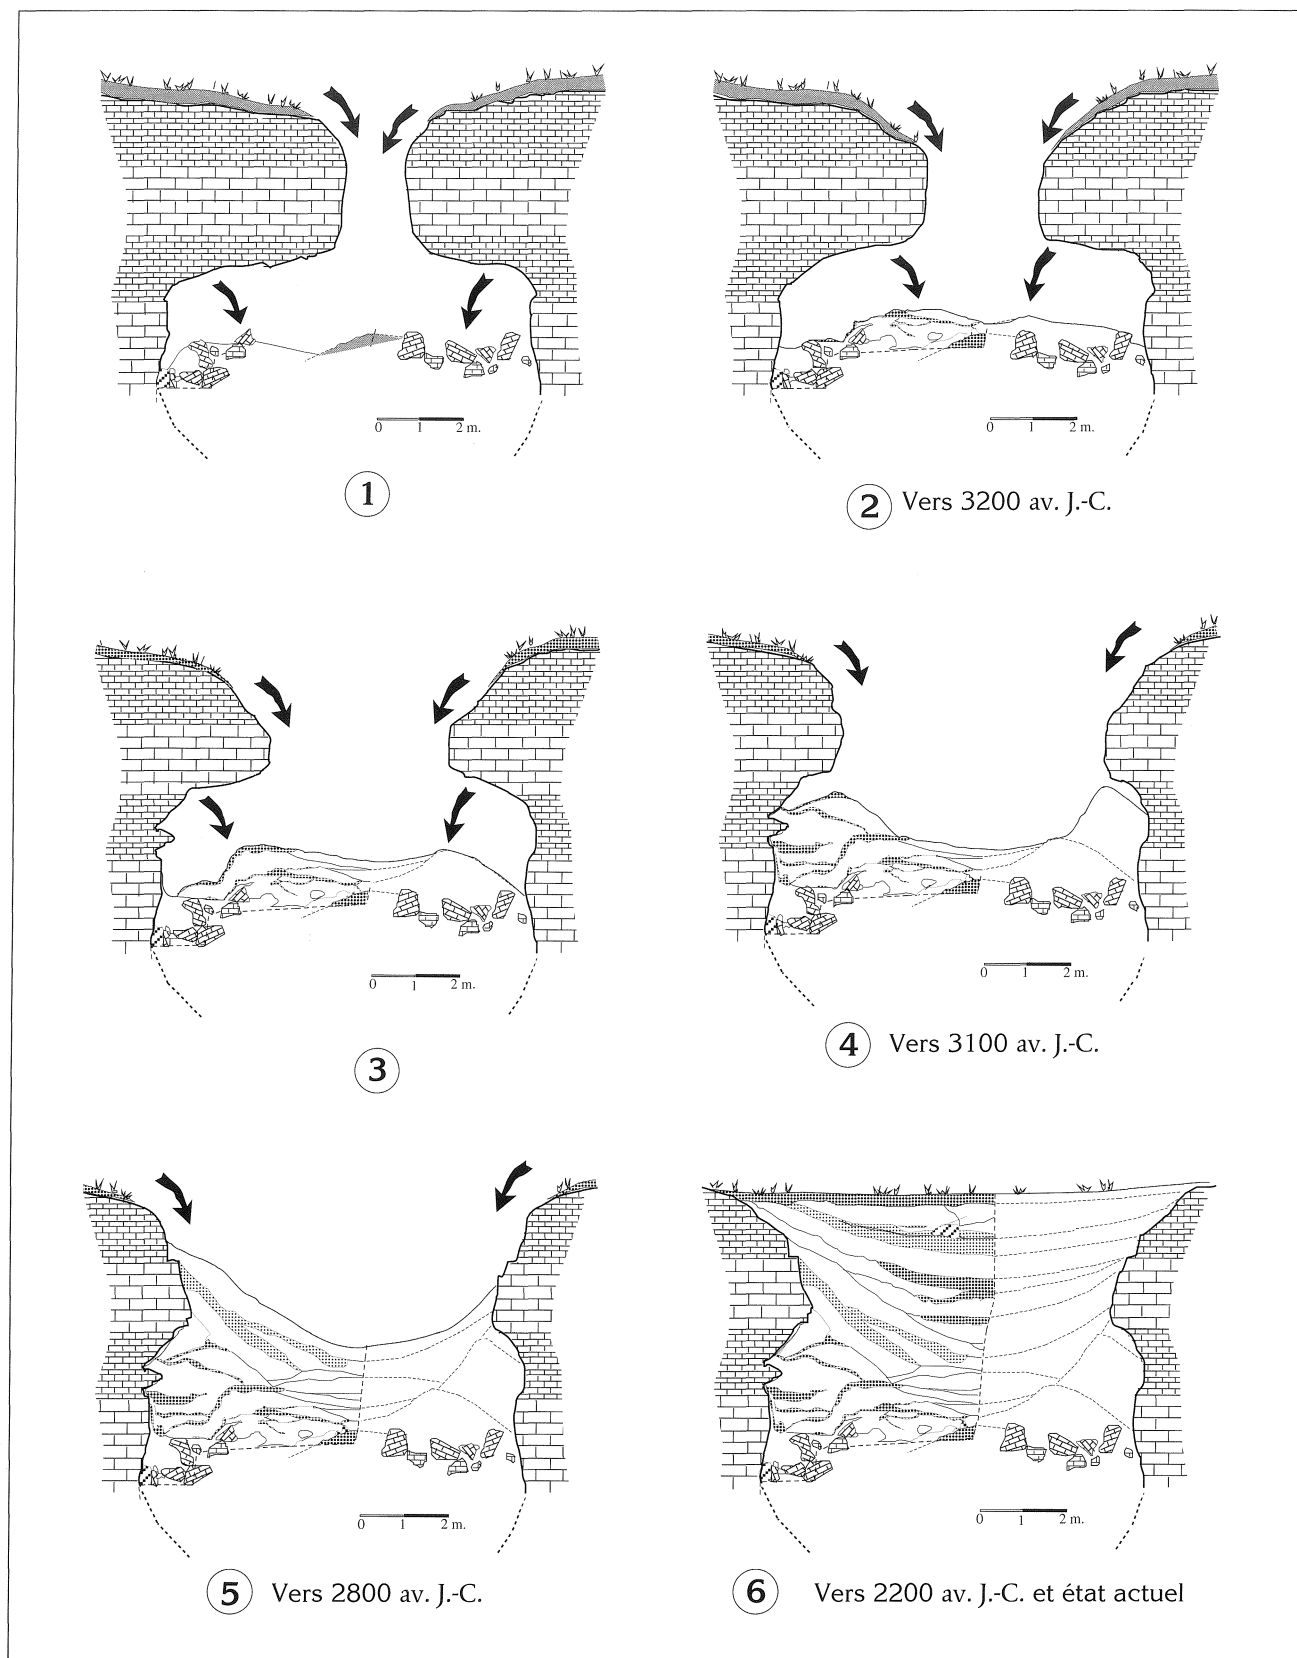 0 1 2 m.
0 1 2 m.
1
2 Vers 3200 av. J.-C.
0 1 2 m.
0 1 2 m.
3
4 Vers 3100 av. J.-C.
0 1 2 m.
0 1 2 m.
5 Vers 2800 av. J.-C.
6 Vers 2200 av. J.-C. et état actuel